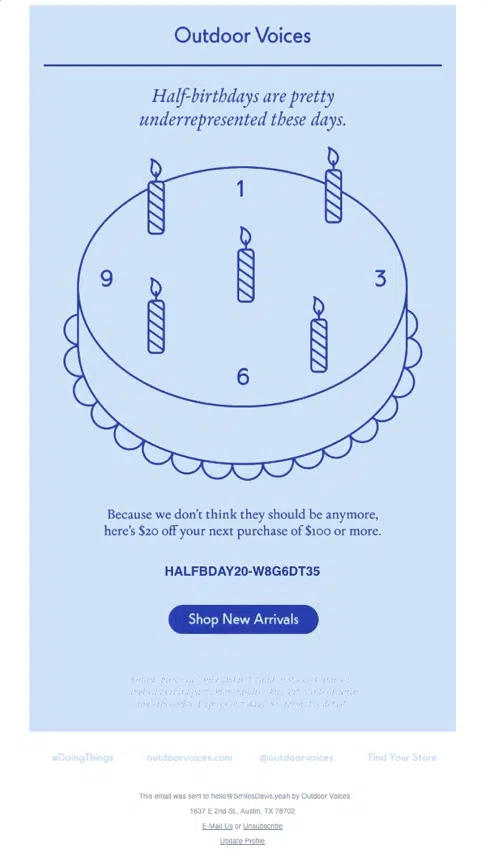 Outdoor Voices
Half-birthdays are pretty
underrepresented these days.
1
9
3
6
Because we don't think they should be anymore,
here's $20 off your next purchase of $100 or more.
HALFBDAY20-W8G6DT35
Shop New Arrivals
#DoingThings outdoorvoices.com @outdoorvoices Find Your Store
This email was sent to hello@SmilesDavis.yeah by Outdoor Voices
1637 E 2nd St., Austin, TX 78702
E-Mail Us or Unsubscribe
Update Profile